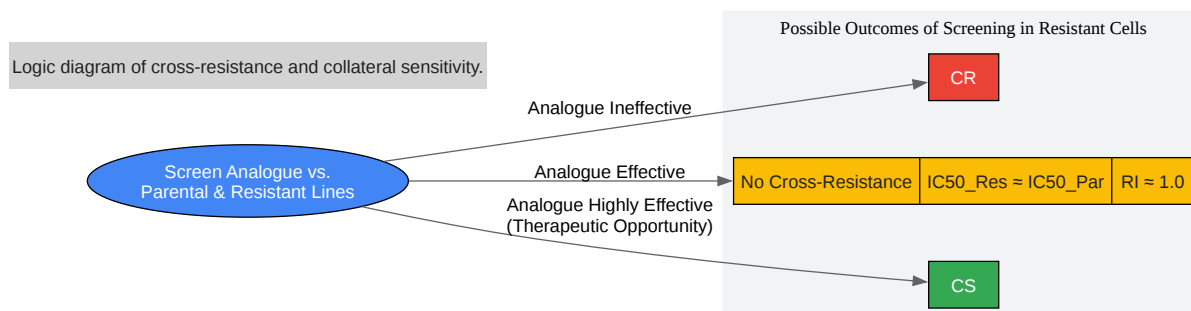 Possible Outcomes of Screening in Resistant Cells
Logic diagram of cross-resistance and collateral sensitivity.
CR
Analogue Ineffective
Screen Analogue vs.
Parental & Resistant Lines
Analogue Effective
No Cross-Resistance
IC50_Res ≈ IC50_Par
RI ≈ 1.0
Analogue Highly Effective
(Therapeutic Opportunity)
CS